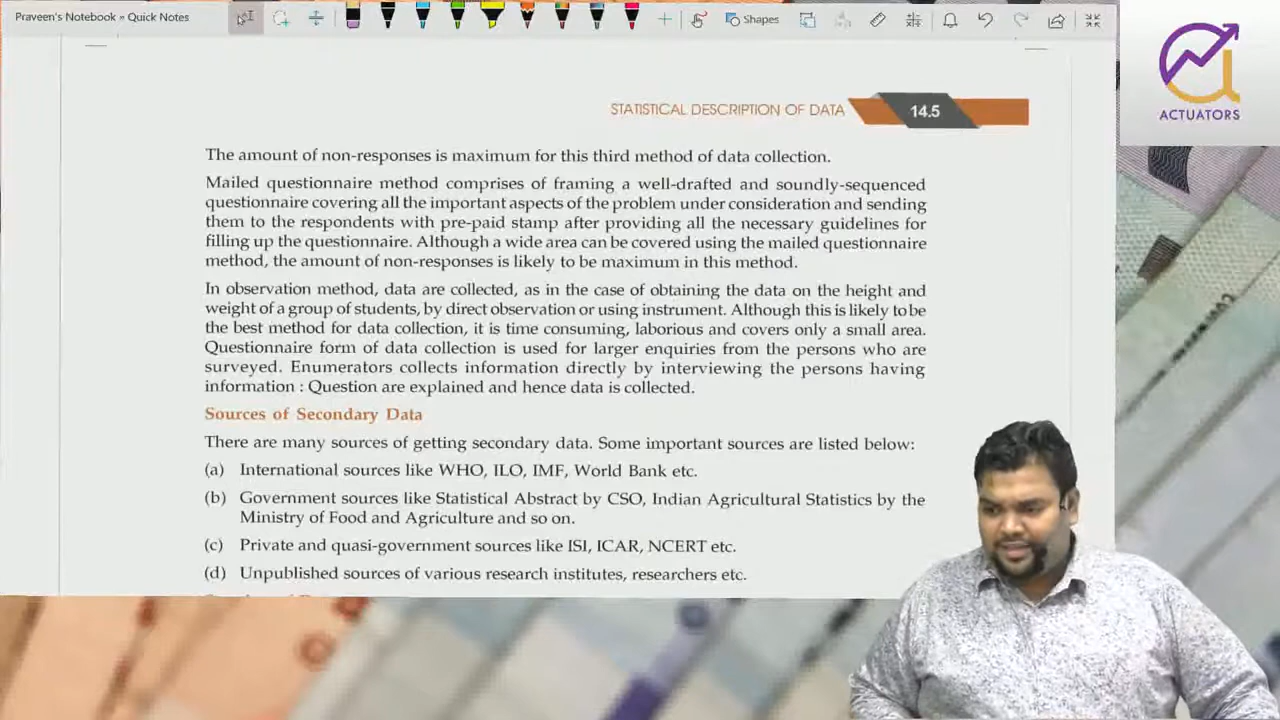 Praveen's Notebook » Quick Notes
Shapes
ACTUATORS
STATISTICAL DESCRIPTION OF DATA 14.5
The amount of non-responses is maximum for this third method of data collection.
Mailed questionnaire method comprises of framing a well-drafted and soundly-sequenced
questionnaire covering all the important aspects of the problem under consideration and sending
them to the respondents with pre-paid stamp after providing all the necessary guidelines for
filling up the questionnaire. Although a wide area can be covered using the mailed questionnaire
method, the amount of non-responses is likely to be maximum in this method.
In observation method, data are collected, as in the case of obtaining the data on the height and
weight of a group of students, by direct observation or using instrument. Although this is likely to be
the best method for data collection, it is time consuming, laborious and covers only a small area.
Questionnaire form of data collection is used for larger enquiries from the persons who are
surveyed. Enumerators collects information directly by interviewing the persons having
information : Question are explained and hence data is collected.
Sources of Secondary Data
There are many sources of getting secondary data. Some important sources are listed below:
(a) International sources like WHO, ILO, IMF, World Bank etc.
(b) Government sources like Statistical Abstract by CSO, Indian Agricultural Statistics by the
Ministry of Food and Agriculture and so on.
(c) Private and quasi-government sources like ISI, ICAR, NCERT etc.
(d) Unpublished sources of various research institutes, researchers etc.